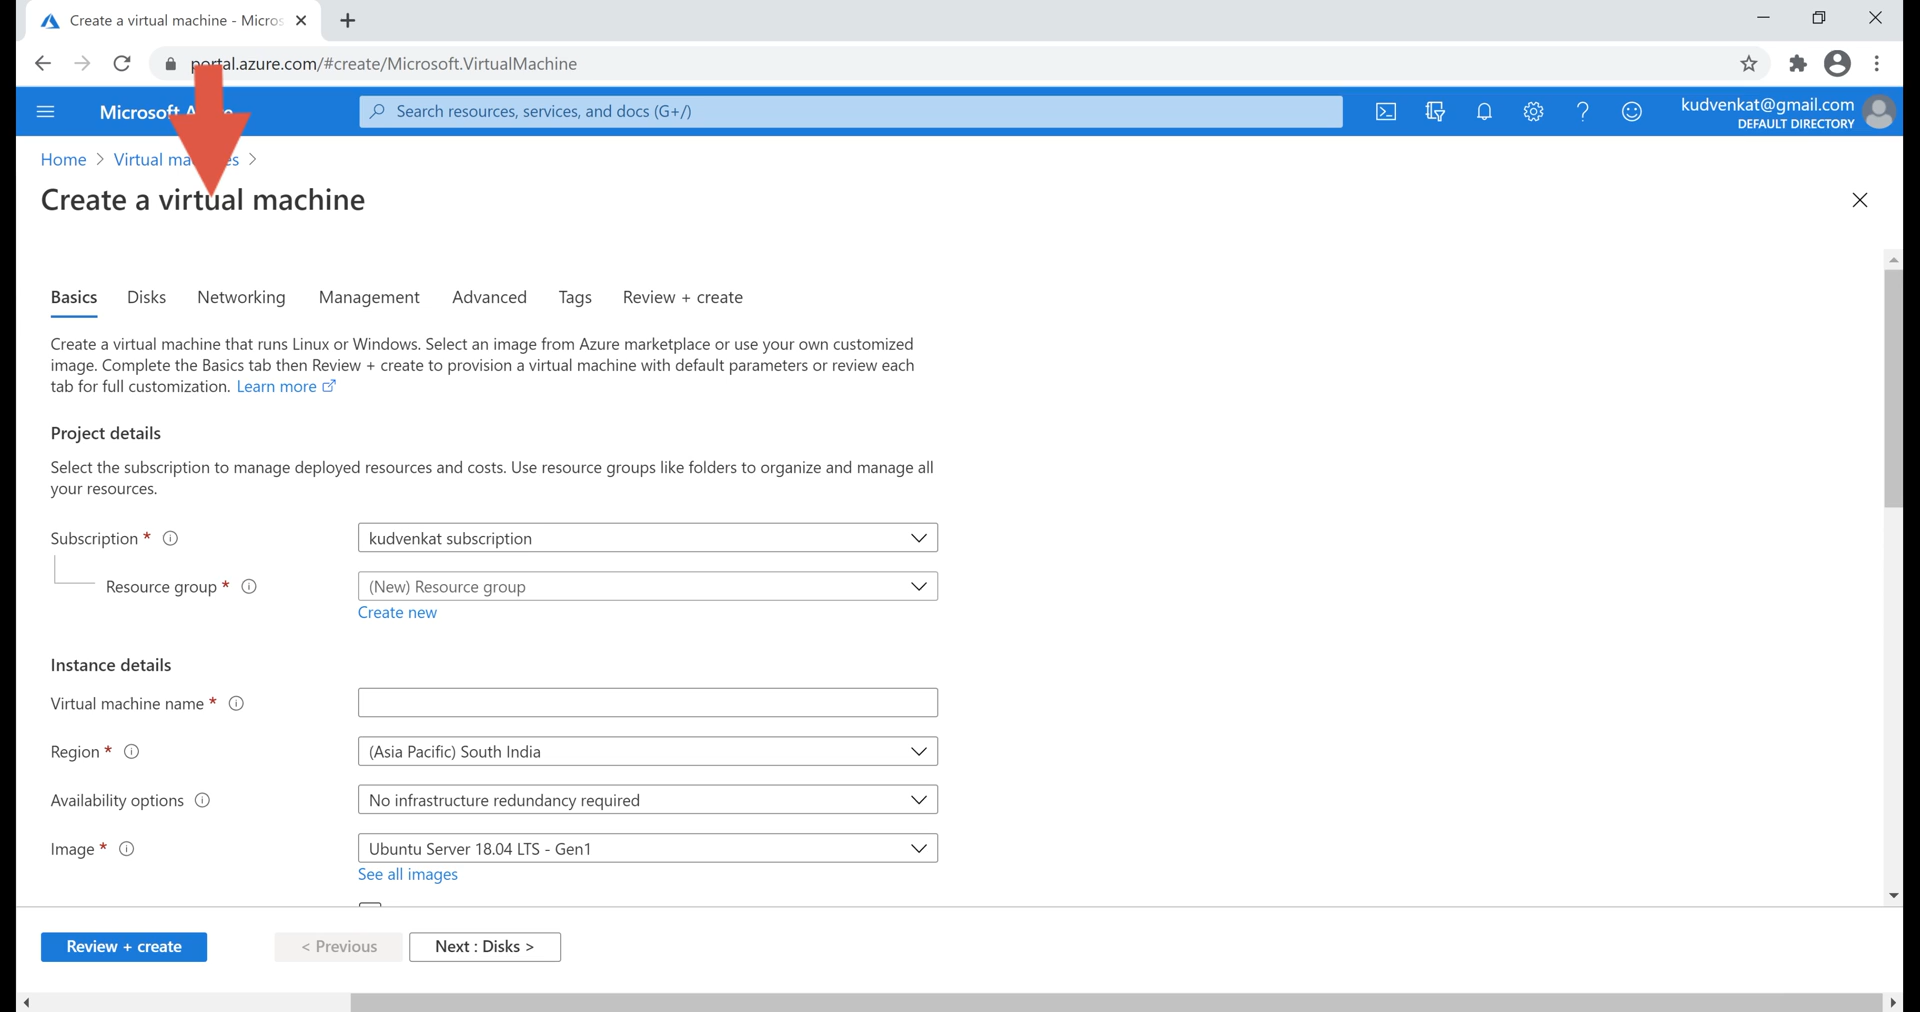 Create a virtual machine - Micros
portal.azure.com/#create/Microsoft.VirtualMachine
Microsoft
Search resources, services, and docs (G+/)
kudvenkat@gmail.com
DEFAULT DIRECTORY
Home > Virtual >
Create a virtual machine
Basics Disks Networking Management Advanced Tags Review + create
Create a virtual machine that runs Linux or Windows. Select an image from Azure marketplace or use your own customized
image. Complete the Basics tab then Review + create to provision a virtual machine with default parameters or review each
tab for full customization. Learn more
Project details
Select the subscription to manage deployed resources and costs. Use resource groups like folders to organize and manage all
your resources.
Subscription * kudvenkat subscription
Resource group * (New) Resource group
Create new
Instance details
Virtual machine name *
Region * (Asia Pacific) South India
Availability options No infrastructure redundancy required
Image * Ubuntu Server 18.04 LTS - Gen1
See all images
Review + create < Previous Next : Disks >